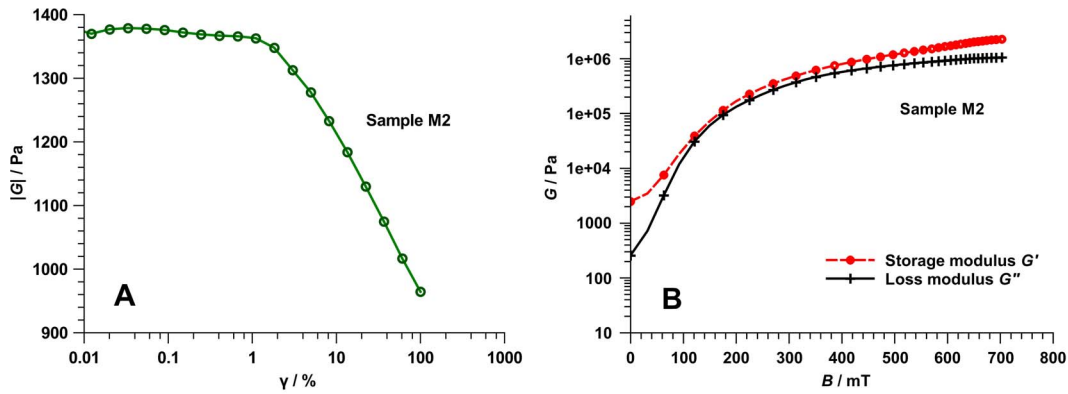 1400
1300
1200
1100
1000
900
|G| / Pa
Sample M2
A
0.01
0.1
1
10
100
1000
γ / %
1e+06
1e+05
1e+04
1000
100
10
G / Pa
Sample M2
Storage modulus G'
Loss modulus G"
B
0
100
200
300
400
500
600
700
800
B / mT